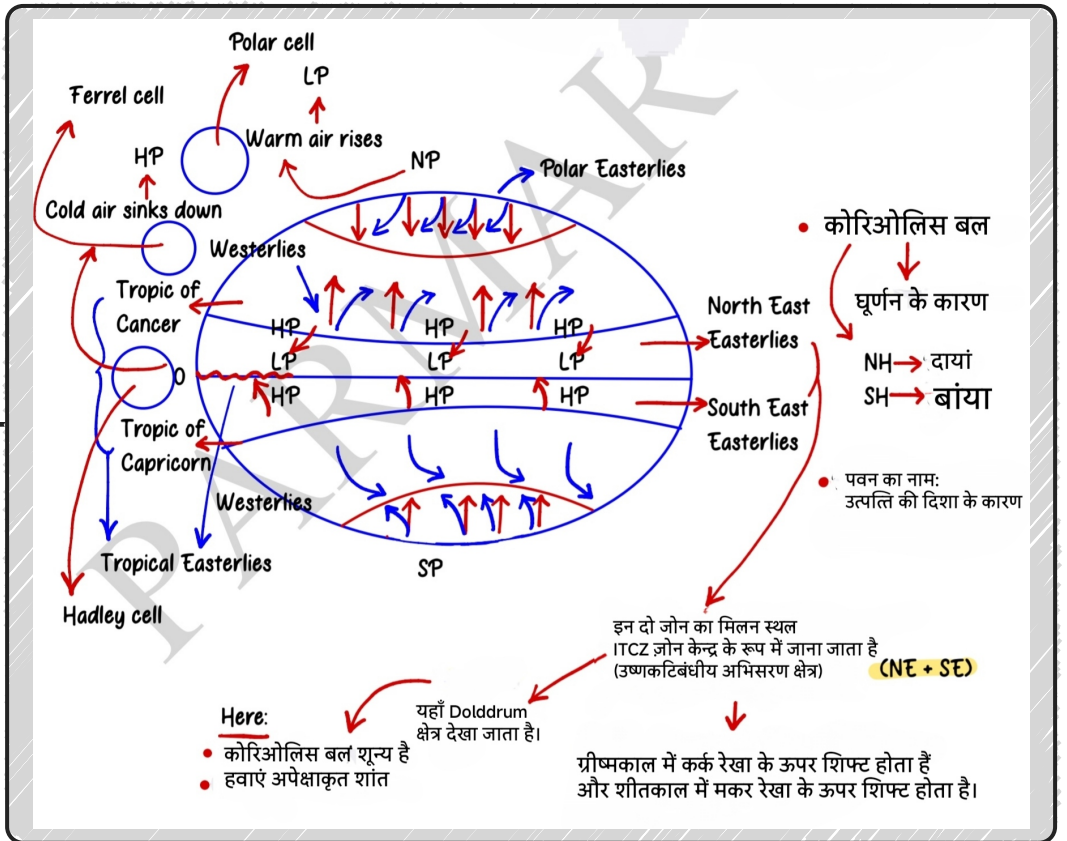 Polar cell
LP
Ferrel cell
Warm air rises
HP
NP
Polar Easterlies
Cold air sinks down
Westerlies
कोरिओलिस बल
Tropic of
Cancer
घूर्णन के कारण
North East
Easterlies
HP HP HP
LP LP LP
NH → दायां
0
HP HP HP
SH → बांया
South East
Easterlies
Tropic of
Capricorn
पवन का नाम:
उत्पत्ति की दिशा के कारण
Westerlies
Tropical Easterlies
SP
Hadley cell
इन दो जोन का मिलन स्थल
ITCZ ज़ोन केन्द्र के रूप में जाना जाता है
(उष्णकटिबंधीय अभिसरण क्षेत्र)
(NE + SE)
यहाँ Dolddrum
क्षेत्र देखा जाता है।
Here:
कोरिओलिस बल शून्य है
हवाएं अपेक्षाकृत शांत
ग्रीष्मकाल में कर्क रेखा के ऊपर शिफ्ट होता हैं
और शीतकाल में मकर रेखा के ऊपर शिफ्ट होता है।
PARMAR